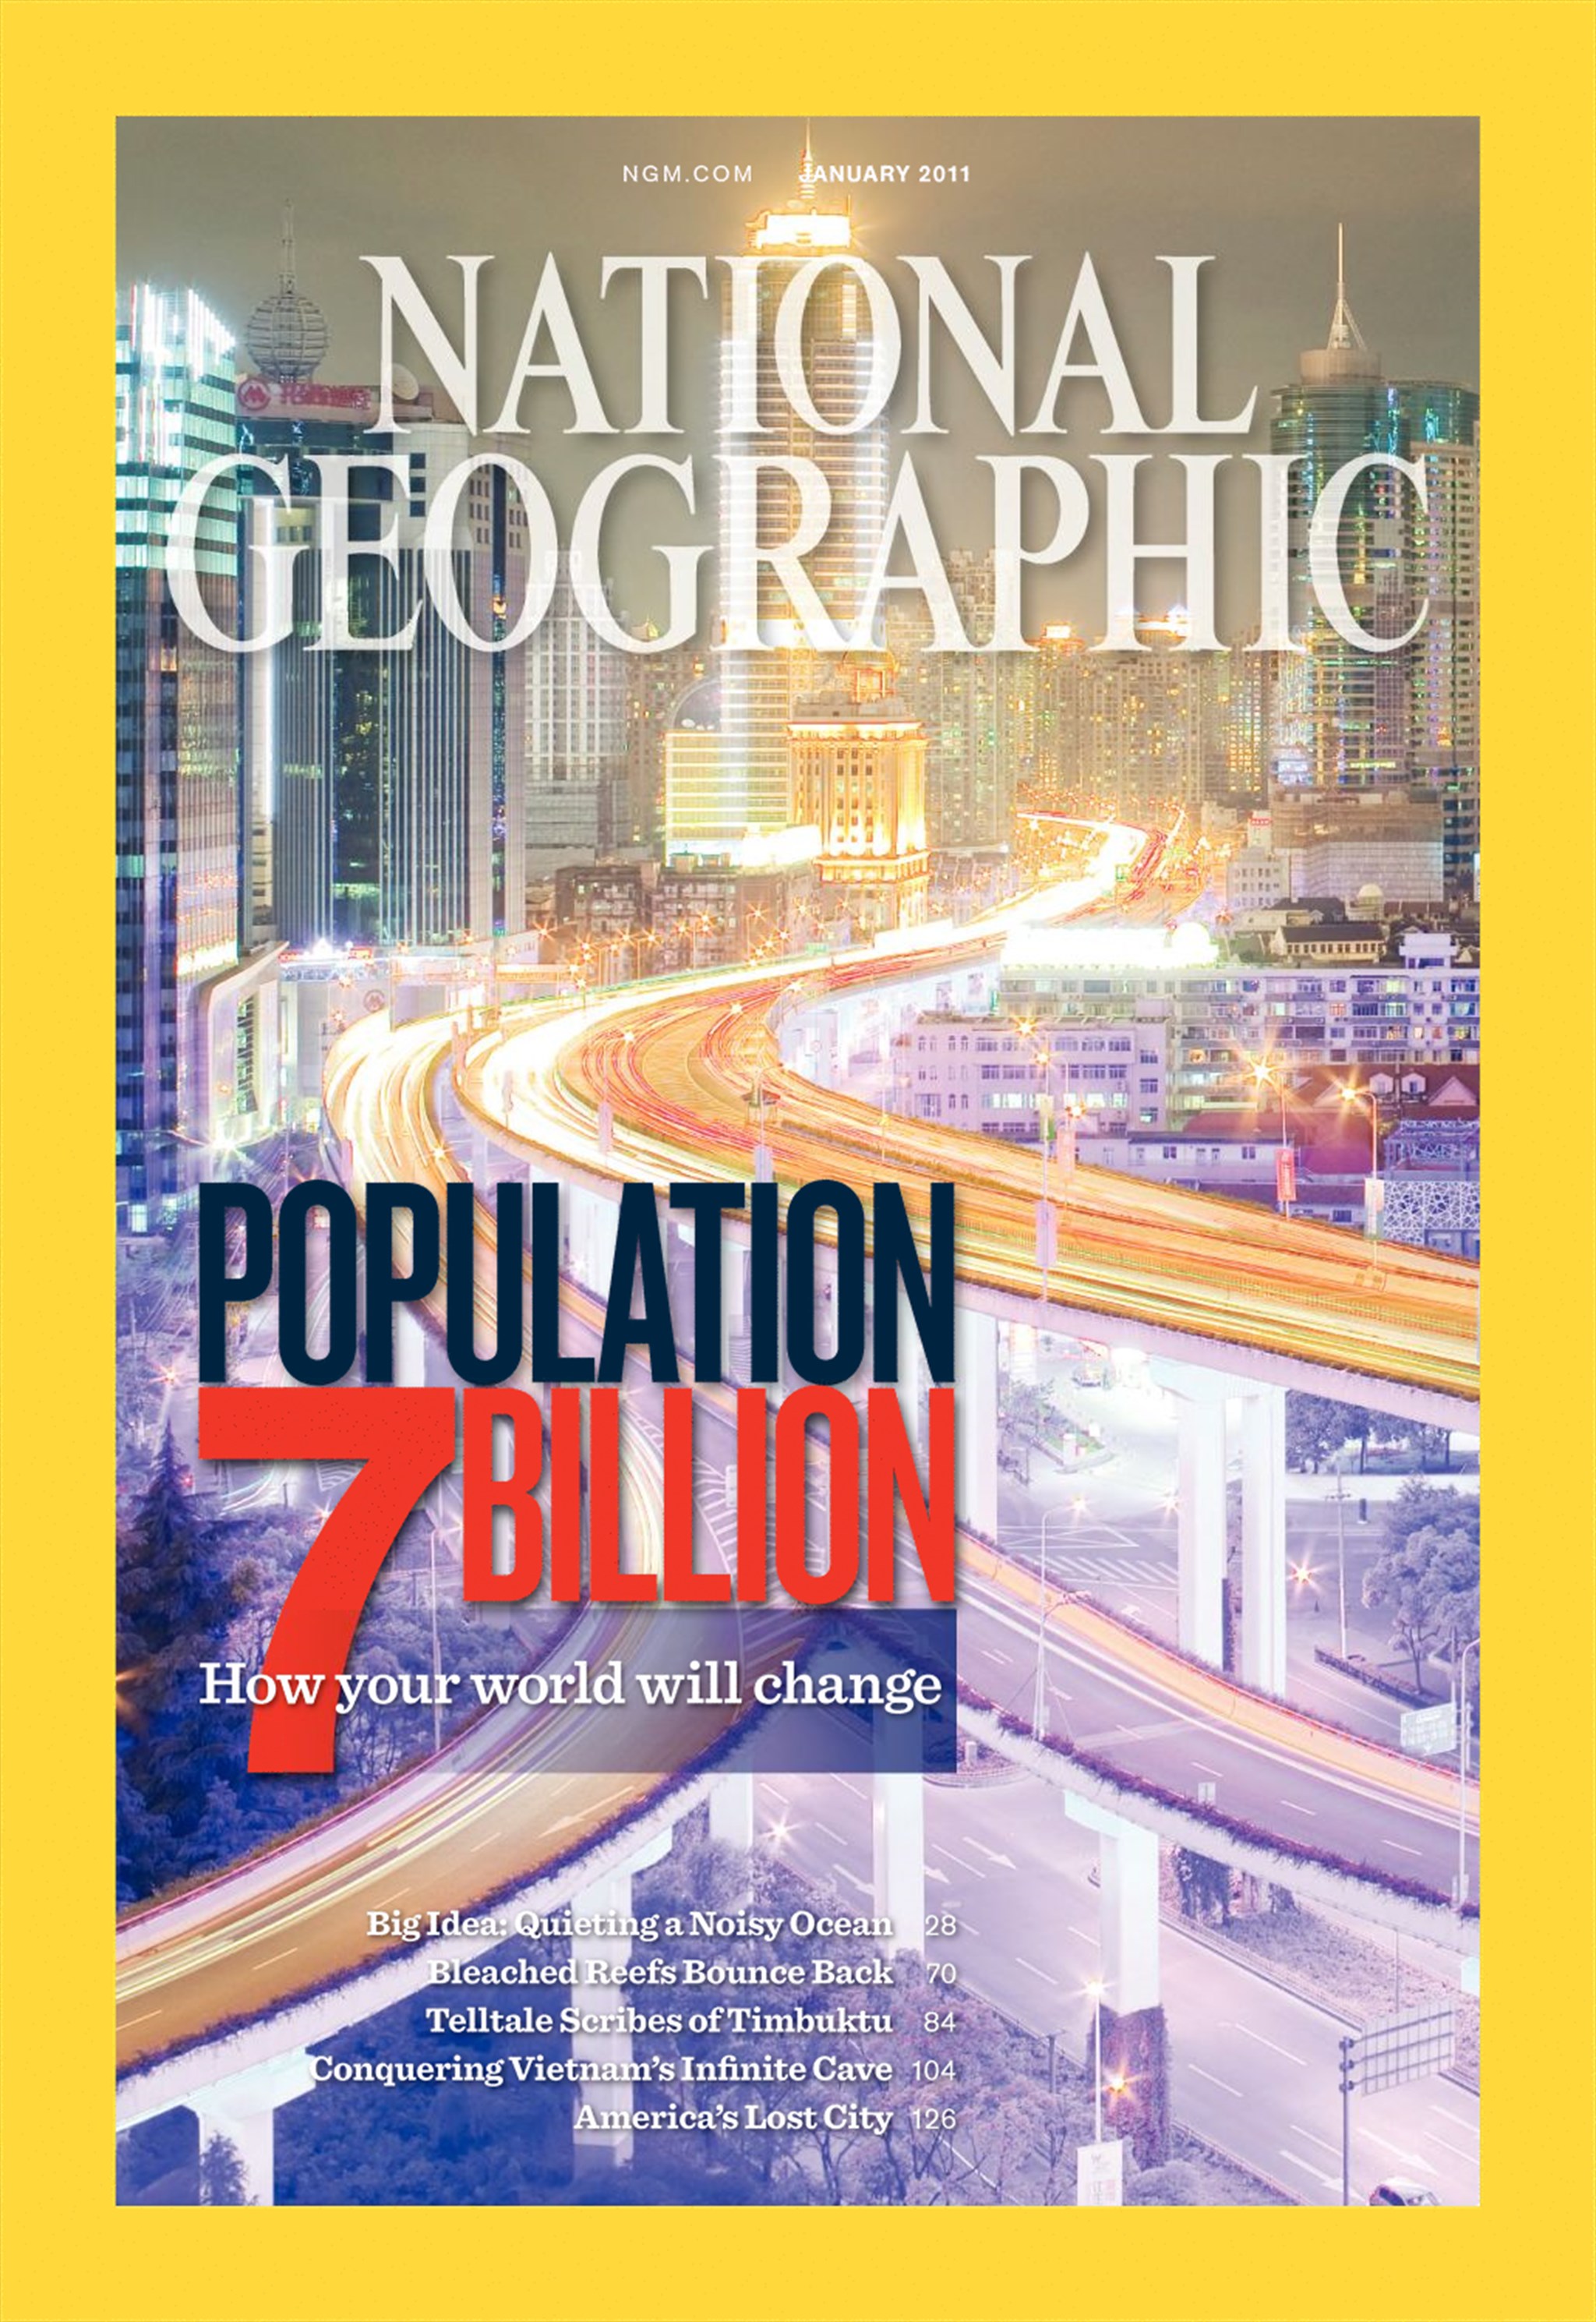 NGM.COM JANUARY 2011
NATIONAL
GEOGRAPHIC
POPULATION
7 BILLION
How your world will change
Big Idea: Quieting a Noisy Ocean 28
Bleached Reefs Bounce Back 70
Telltale Scribes of Timbuktu 84
Conquering Vietnam's Infinite Cave 104
America's Lost City 126